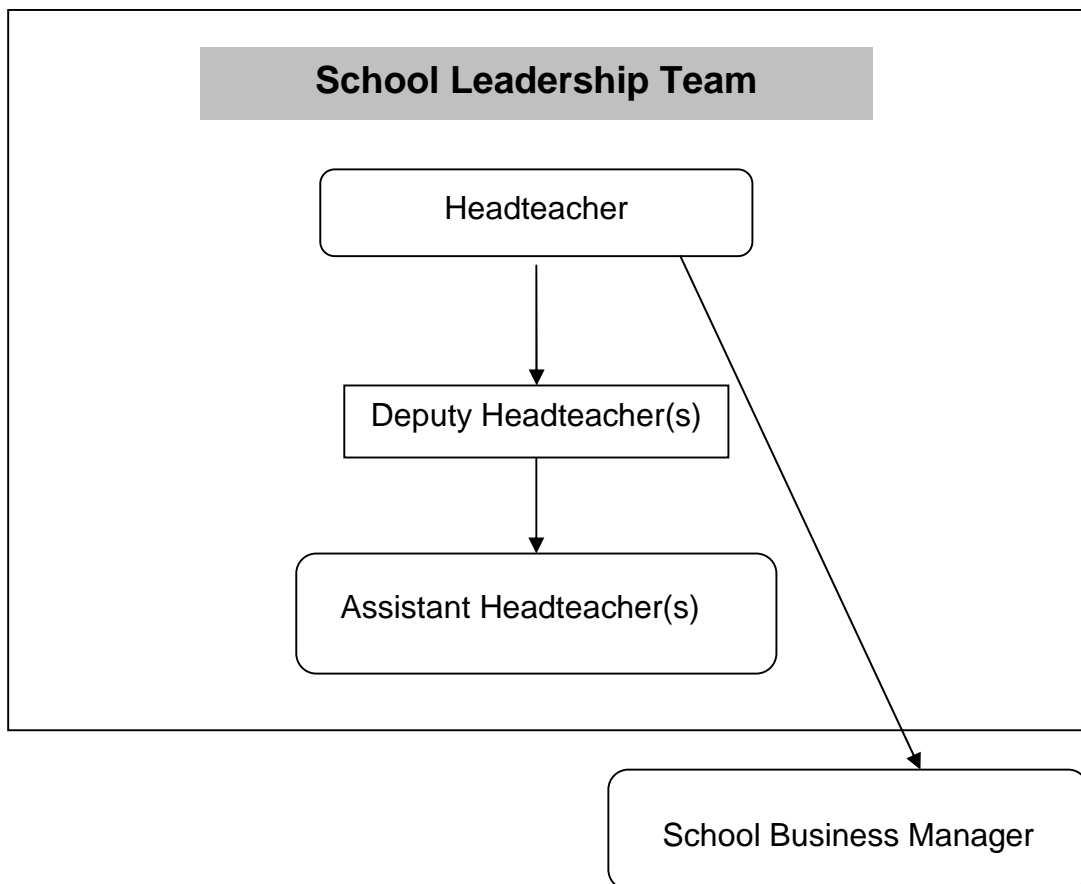 School Leadership Team
Headteacher
Deputy Headteacher(s)
Assistant Headteacher(s)
School Business Manager